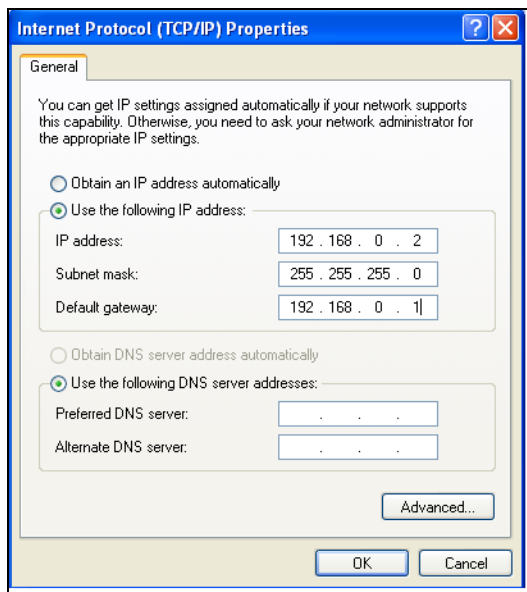 Internet Protocol (TCP/IP) Properties
General
You can get IP settings assigned automatically if your network supports
this capability. Otherwise, you need to ask your network administrator for
the appropriate IP settings.
Obtain an IP address automatically
Use the following IP address:
IP address: 192 . 168 . 0 . 2
Subnet mask: 255 . 255 . 255 . 0
Default gateway: 192 . 168 . 0 . 1
Obtain DNS server address automatically
Use the following DNS server addresses:
Preferred DNS server: . . .
Alternate DNS server: . . .
Advanced...
OK Cancel